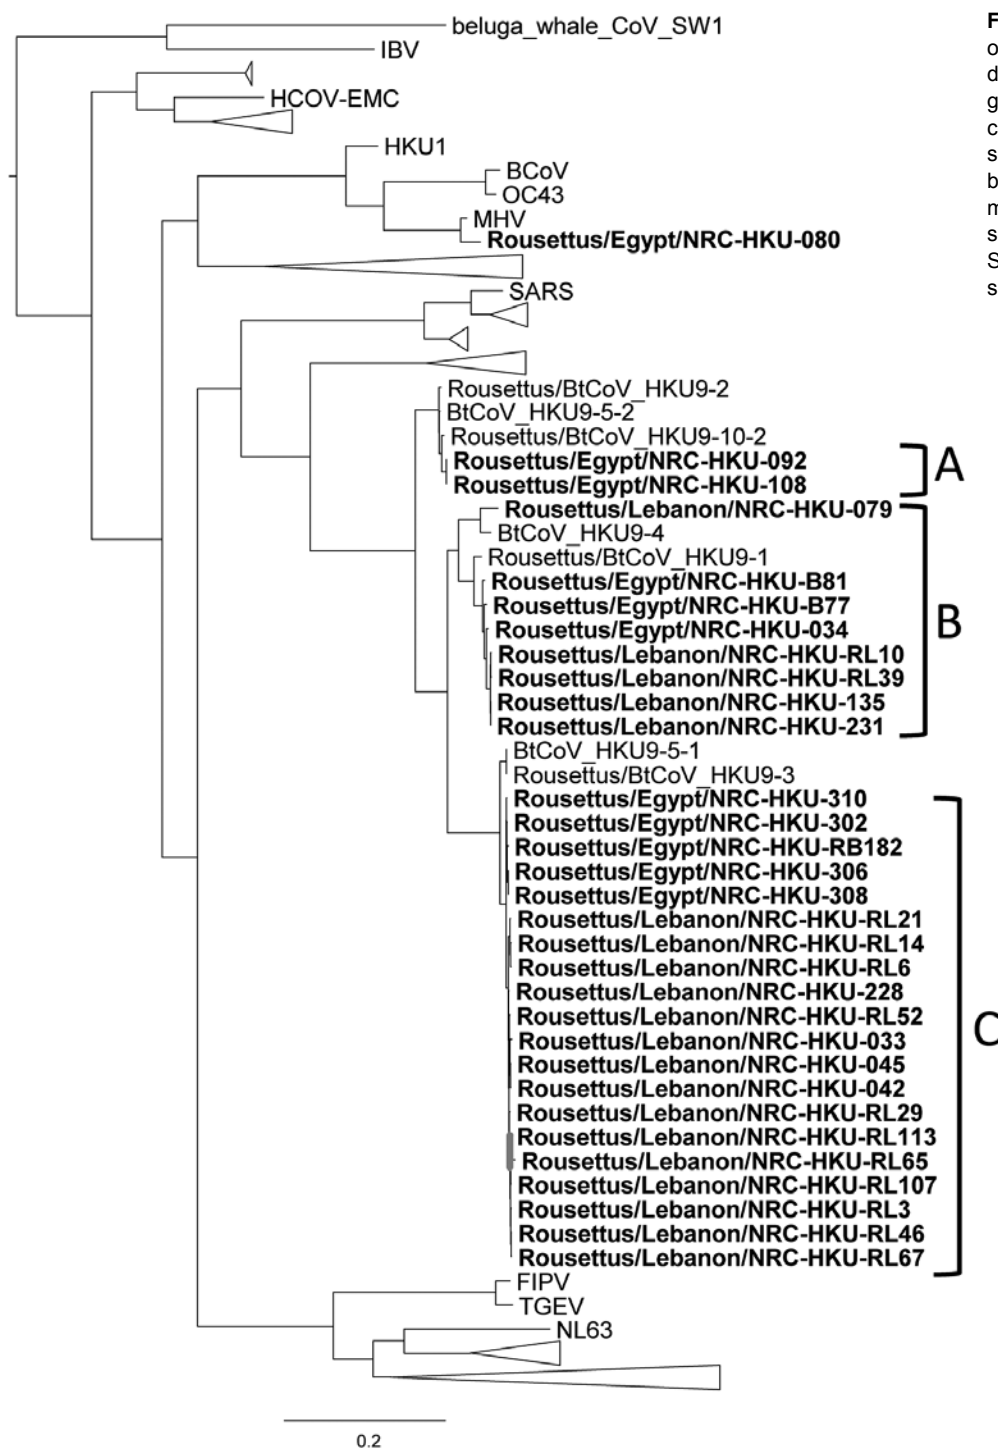 beluga_whale_CoV_SW1
IBV
HCOV-EMC
HKU1
BCoV
OC43
MHV
Rousettus/Egypt/NRC-HKU-080
SARS
Rousettus/BtCoV_HKU9-2
BtCoV_HKU9-5-2
Rousettus/BtCoV_HKU9-10-2
Rousettus/Egypt/NRC-HKU-092
Rousettus/Egypt/NRC-HKU-108
A
Rousettus/Lebanon/NRC-HKU-079
BtCoV_HKU9-4
Rousettus/BtCoV_HKU9-1
Rousettus/Egypt/NRC-HKU-B81
Rousettus/Egypt/NRC-HKU-B77
Rousettus/Egypt/NRC-HKU-034
Rousettus/Lebanon/NRC-HKU-RL10
Rousettus/Lebanon/NRC-HKU-RL39
Rousettus/Lebanon/NRC-HKU-135
Rousettus/Lebanon/NRC-HKU-231
B
BtCoV_HKU9-5-1
Rousettus/BtCoV_HKU9-3
Rousettus/Egypt/NRC-HKU-310
Rousettus/Egypt/NRC-HKU-302
Rousettus/Egypt/NRC-HKU-RB182
Rousettus/Egypt/NRC-HKU-306
Rousettus/Egypt/NRC-HKU-308
Rousettus/Lebanon/NRC-HKU-RL21
Rousettus/Lebanon/NRC-HKU-RL14
Rousettus/Lebanon/NRC-HKU-RL6
Rousettus/Lebanon/NRC-HKU-228
Rousettus/Lebanon/NRC-HKU-RL52
Rousettus/Lebanon/NRC-HKU-033
Rousettus/Lebanon/NRC-HKU-045
Rousettus/Lebanon/NRC-HKU-042
Rousettus/Lebanon/NRC-HKU-RL29
Rousettus/Lebanon/NRC-HKU-RL113
Rousettus/Lebanon/NRC-HKU-RL65
Rousettus/Lebanon/NRC-HKU-RL107
Rousettus/Lebanon/NRC-HKU-RL3
Rousettus/Lebanon/NRC-HKU-RL46
Rousettus/Lebanon/NRC-HKU-RL67
C
FIPV
TGEV
NL63
0.2